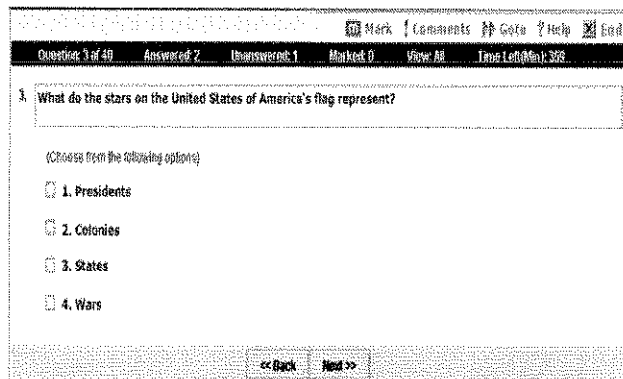 Mark Comments Goto Help End
Question: 3 of 40 Answered: 2 Unanswered: 1 Marked: 0 View: All Time Left(Min): 359
3. What do the stars on the United States of America's flag represent?
(Choose from the following options)
1. Presidents
2. Colonies
3. States
4. Wars
<< Back Next >>